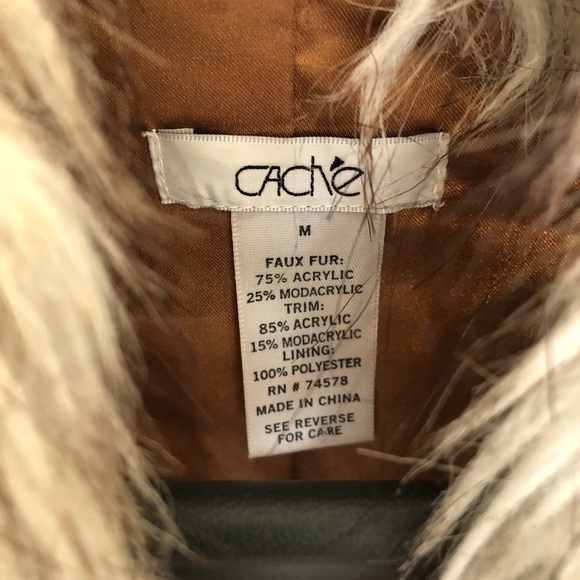 caché
M
FAUX FUR:
75% ACRYLIC
25% MODACRYLIC
TRIM:
85% ACRYLIC
15% MODACRYLIC
LINING:
100% POLYESTER
RN # 74578
MADE IN CHINA
SEE REVERSE
FOR CARE